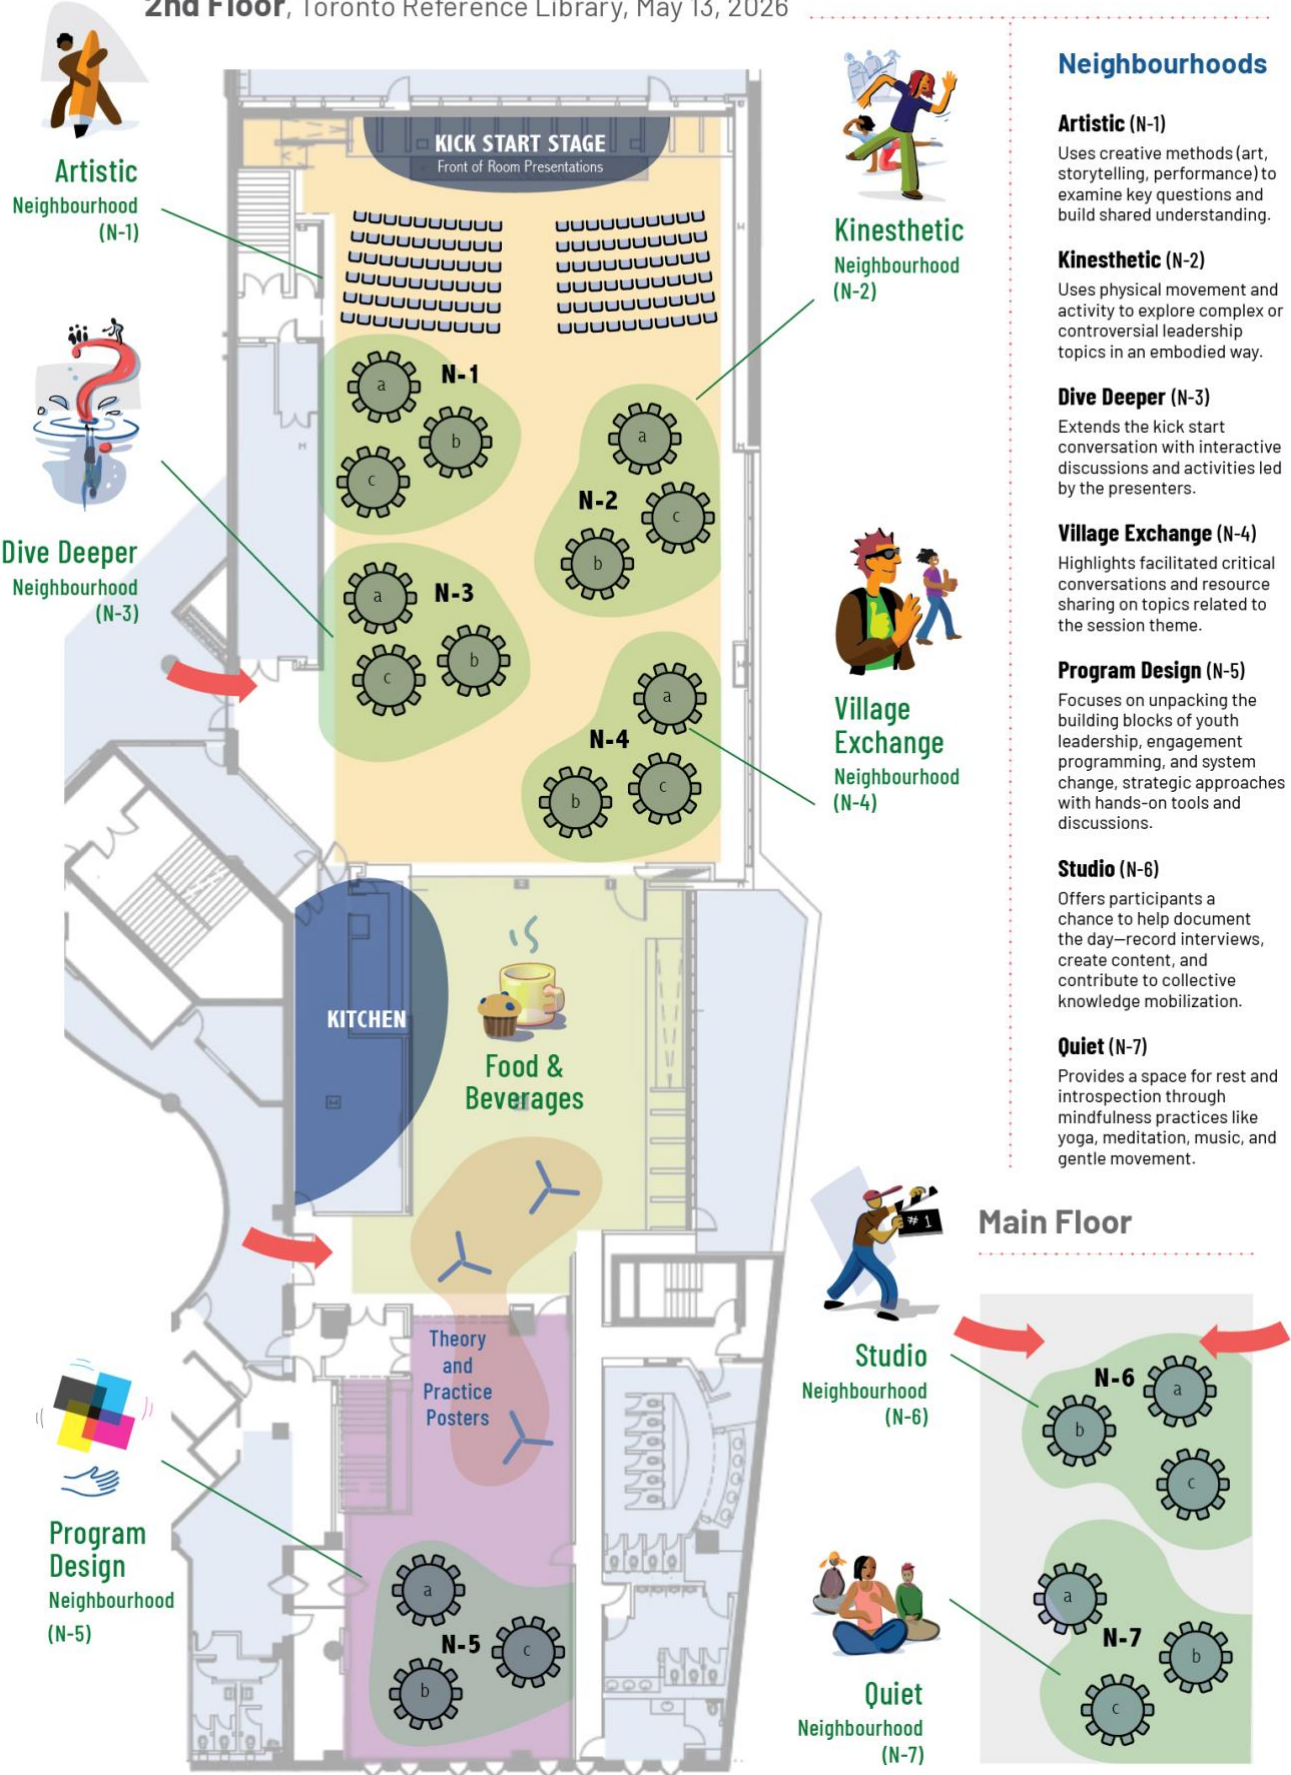 2nd Floor, Toronto Reference Library, May 13, 2026
Artistic
Neighbourhood
(N-1)
Dive Deeper
Neighbourhood
(N-3)
KICK START STAGE
Front of Room Presentations
N-1
a
b
c
N-2
a
c
b
N-3
a
b
c
N-4
a
c
b
Kinesthetic
Neighbourhood
(N-2)
Village
Exchange
Neighbourhood
(N-4)
KITCHEN
Food &
Beverages
Theory
and
Practice
Posters
Program
Design
Neighbourhood
(N-5)
a
N-5
c
b
Neighbourhoods
Artistic (N-1)
Uses creative methods (art,
storytelling, performance) to
examine key questions and
build shared understanding.
Kinesthetic (N-2)
Uses physical movement and
activity to explore complex or
controversial leadership
topics in an embodied way.
Dive Deeper (N-3)
Extends the kick start
conversation with interactive
discussions and activities led
by the presenters.
Village Exchange (N-4)
Highlights facilitated critical
conversations and resource
sharing on topics related to
the session theme.
Program Design (N-5)
Focuses on unpacking the
building blocks of youth
leadership, engagement
programming, and system
change, strategic approaches
with hands-on tools and
discussions.
Studio (N-6)
Offers participants a
chance to help document
the day—record interviews,
create content, and
contribute to collective
knowledge mobilization.
Quiet (N-7)
Provides a space for rest and
introspection through
mindfulness practices like
yoga, meditation, music, and
gentle movement.
Main Floor
# 1
Studio
Neighbourhood
(N-6)
N-6
a
b
c
Quiet
Neighbourhood
(N-7)
a
N-7
b
c